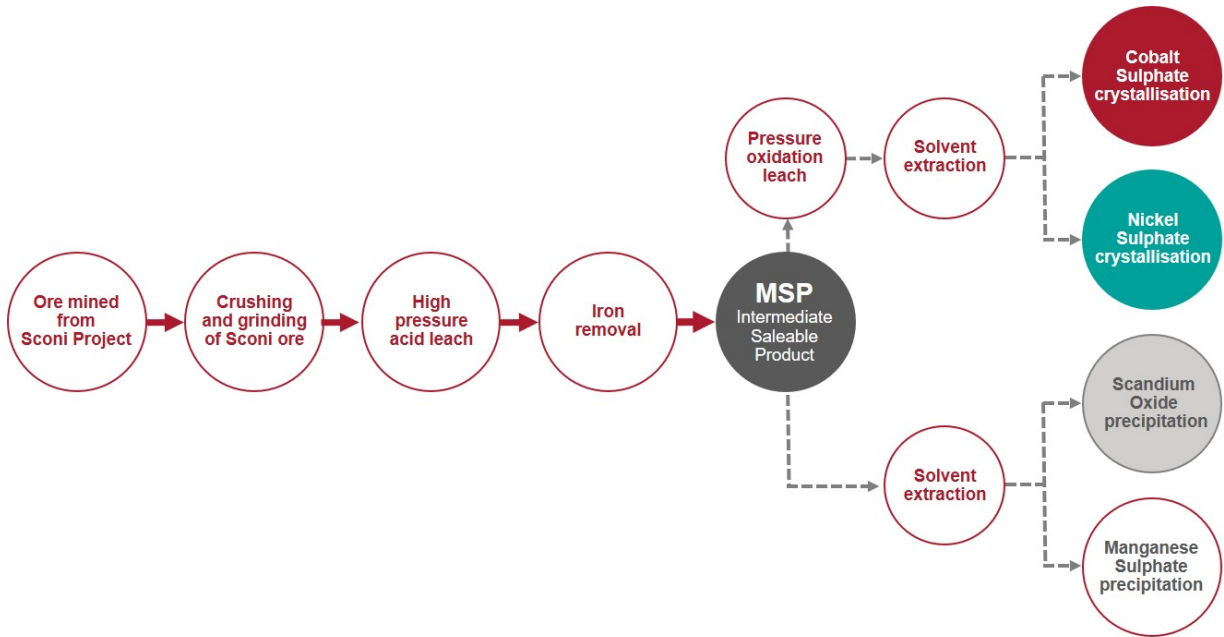 Ore mined
from
Sconi Project
Crushing
and grinding
of Sconi ore
High
pressure
acid leach
Iron
removal
MSP
Intermediate
Saleable
Product
Pressure
oxidation
leach
Solvent
extraction
Cobalt
Sulphate
crystallisation
Nickel
Sulphate
crystallisation
Solvent
extraction
Scandium
Oxide
precipitation
Manganese
Sulphate
precipitation